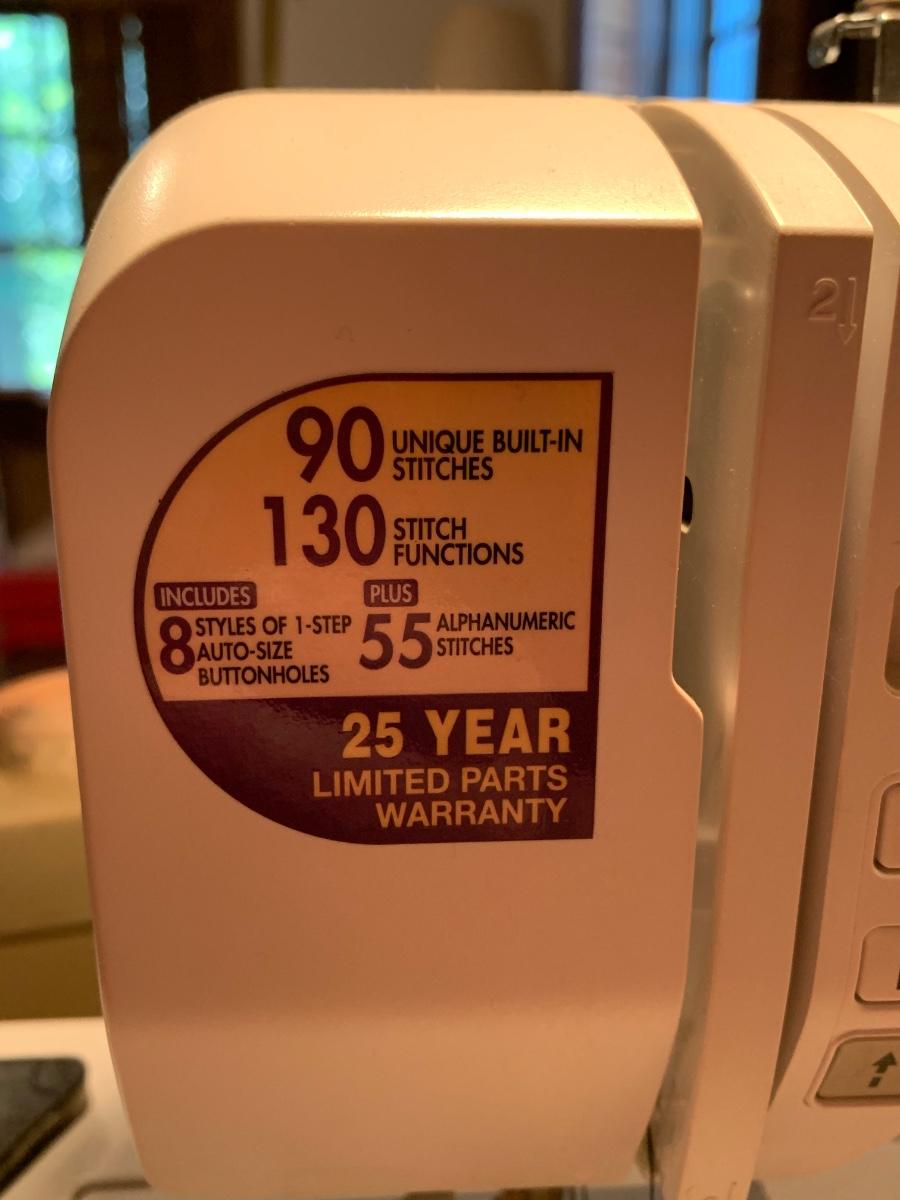 90 UNIQUE BUILT-IN
STITCHES
130 STITCH
FUNCTIONS
INCLUDES
8 STYLES OF 1-STEP
AUTO-SIZE
BUTTONHOLES
PLUS
55 ALPHANUMERIC
STITCHES
25 YEAR
LIMITED PARTS
WARRANTY
2